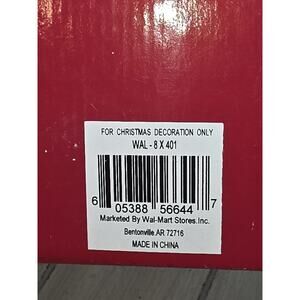 FOR CHRISTMAS DECORATION ONLY
WAL - 8 X 401
6 05388 56644 7
Marketed By Wal-Mart Stores.Inc.
Bentonville.AR 72716
MADE IN CHINA